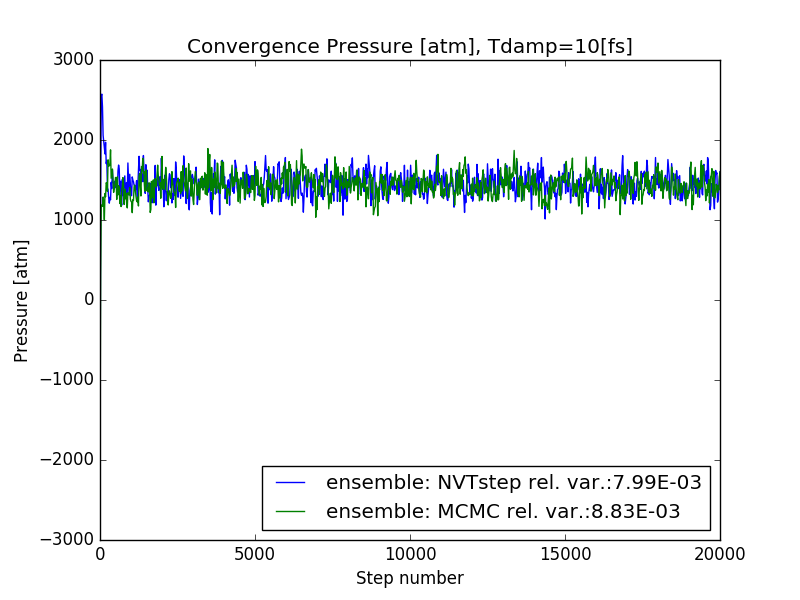 Convergence Pressure [atm], Tdamp=10[fs]
3000
2000
1000
0
−1000
−2000
−3000
Pressure [atm]
ensemble: NVTstep rel. var.:7.99E-03
ensemble: MCMC rel. var.:8.83E-03
0 5000 10000 15000 20000
Step number